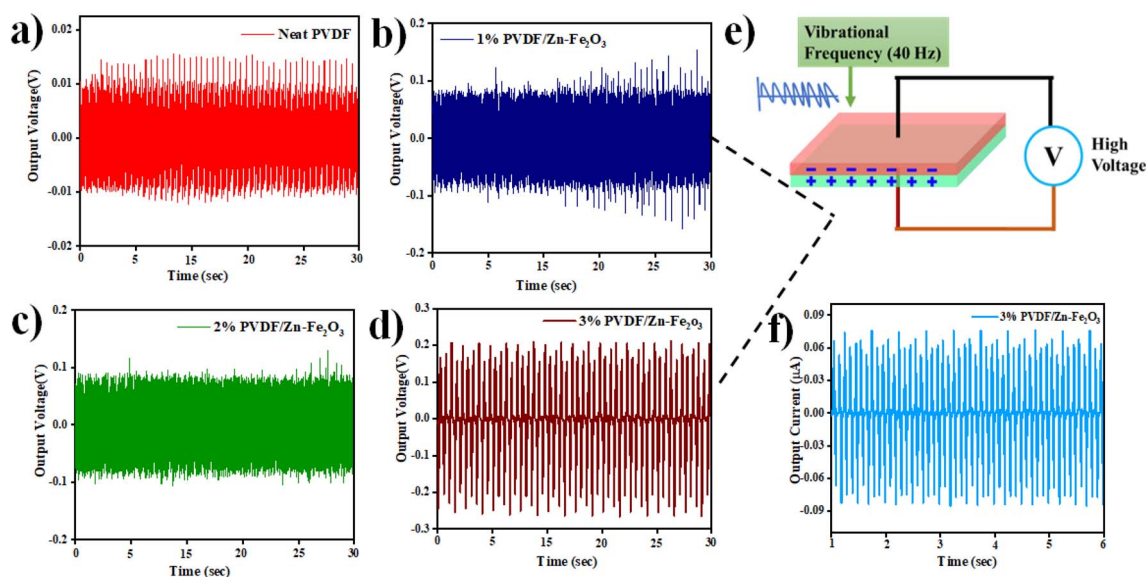 a)
0.02
0.01
0.00
-0.01
-0.02
Output Voltage(V)
Neat PVDF
0 5 10 15 20 25 30
Time (sec)
b)
0.2
0.1
0.0
-0.1
-0.2
Output Voltage(V)
1% PVDF/Zn-Fe₂O₃
0 5 10 15 20 25 30
Time (sec)
e)
Vibrational
Frequency (40 Hz)
V
High
Voltage
- - - - - - -
+ + + + + + +
c)
0.2
0.1
0.0
-0.1
-0.2
Output Voltage(V)
2% PVDF/Zn-Fe₂O₃
0 5 10 15 20 25 30
Time (sec)
d)
0.3
0.2
0.1
0.0
-0.1
-0.2
-0.3
Output Voltage(V)
3% PVDF/Zn-Fe₂o₃
0 5 10 15 20 25 30
Time (sec)
f)
0.09
0.06
0.03
0.00
-0.03
-0.06
-0.09
Output Current (µA)
3% PVDF/Zn-Fe₂O₃
1 2 3 4 5 6
Time (sec)